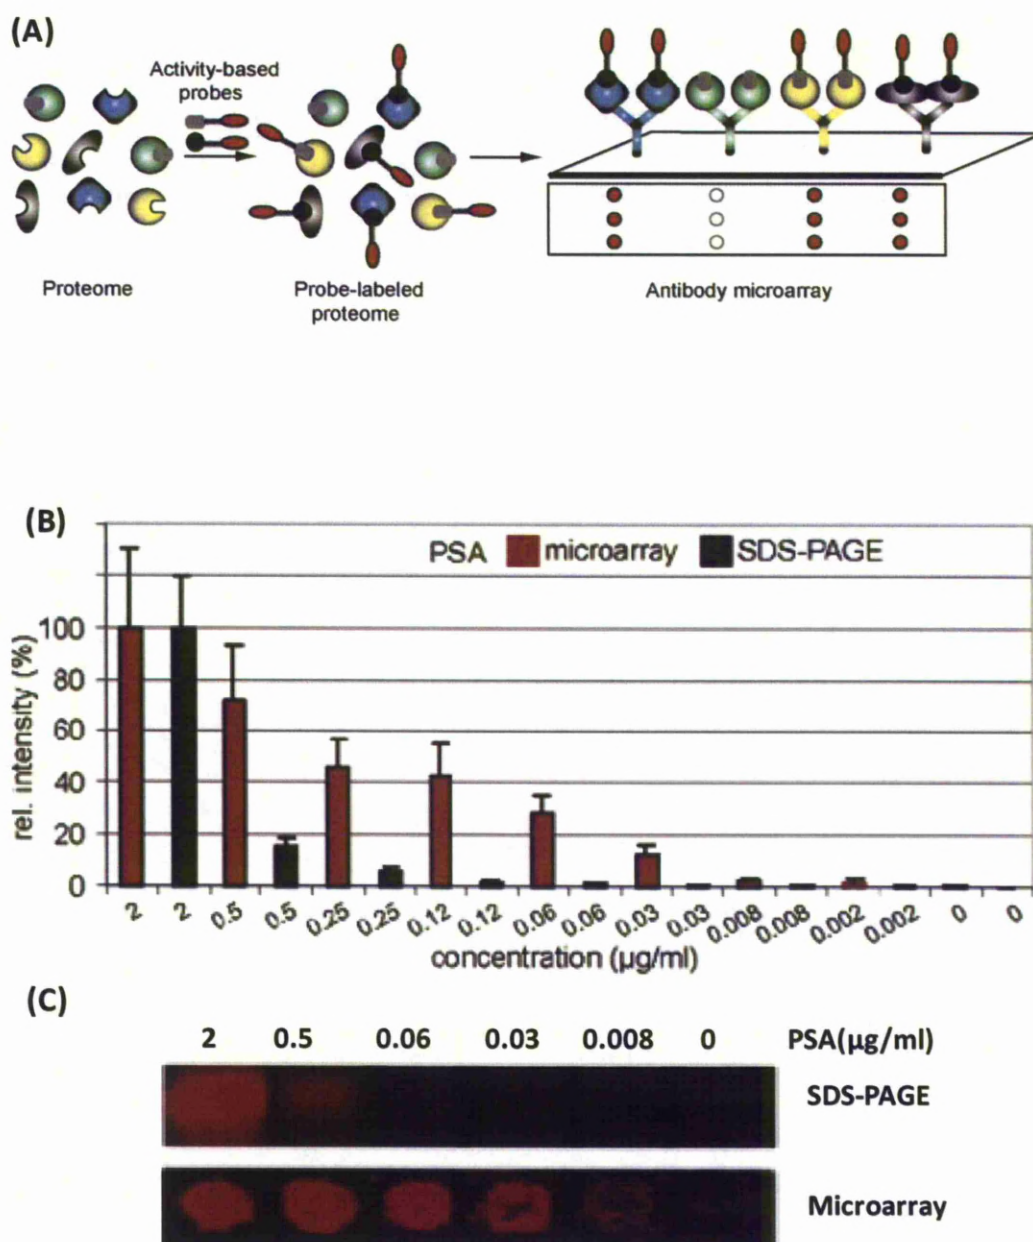 (A)
Activity-based
probes
Proteome
Probe-labeled
proteome
Antibody microarray
(B)
PSA microarray SDS-PAGE
rel. intensity (%)
100
80
60
40
20
0
2 2 0.5 0.5 0.25 0.25 0.12 0.12 0.06 0.06 0.03 0.03 0.008 0.008 0.002 0.002 0 0
concentration (µg/ml)
(C)
2 0.5 0.06 0.03 0.008 0 PSA(µg/ml)
SDS-PAGE
Microarray